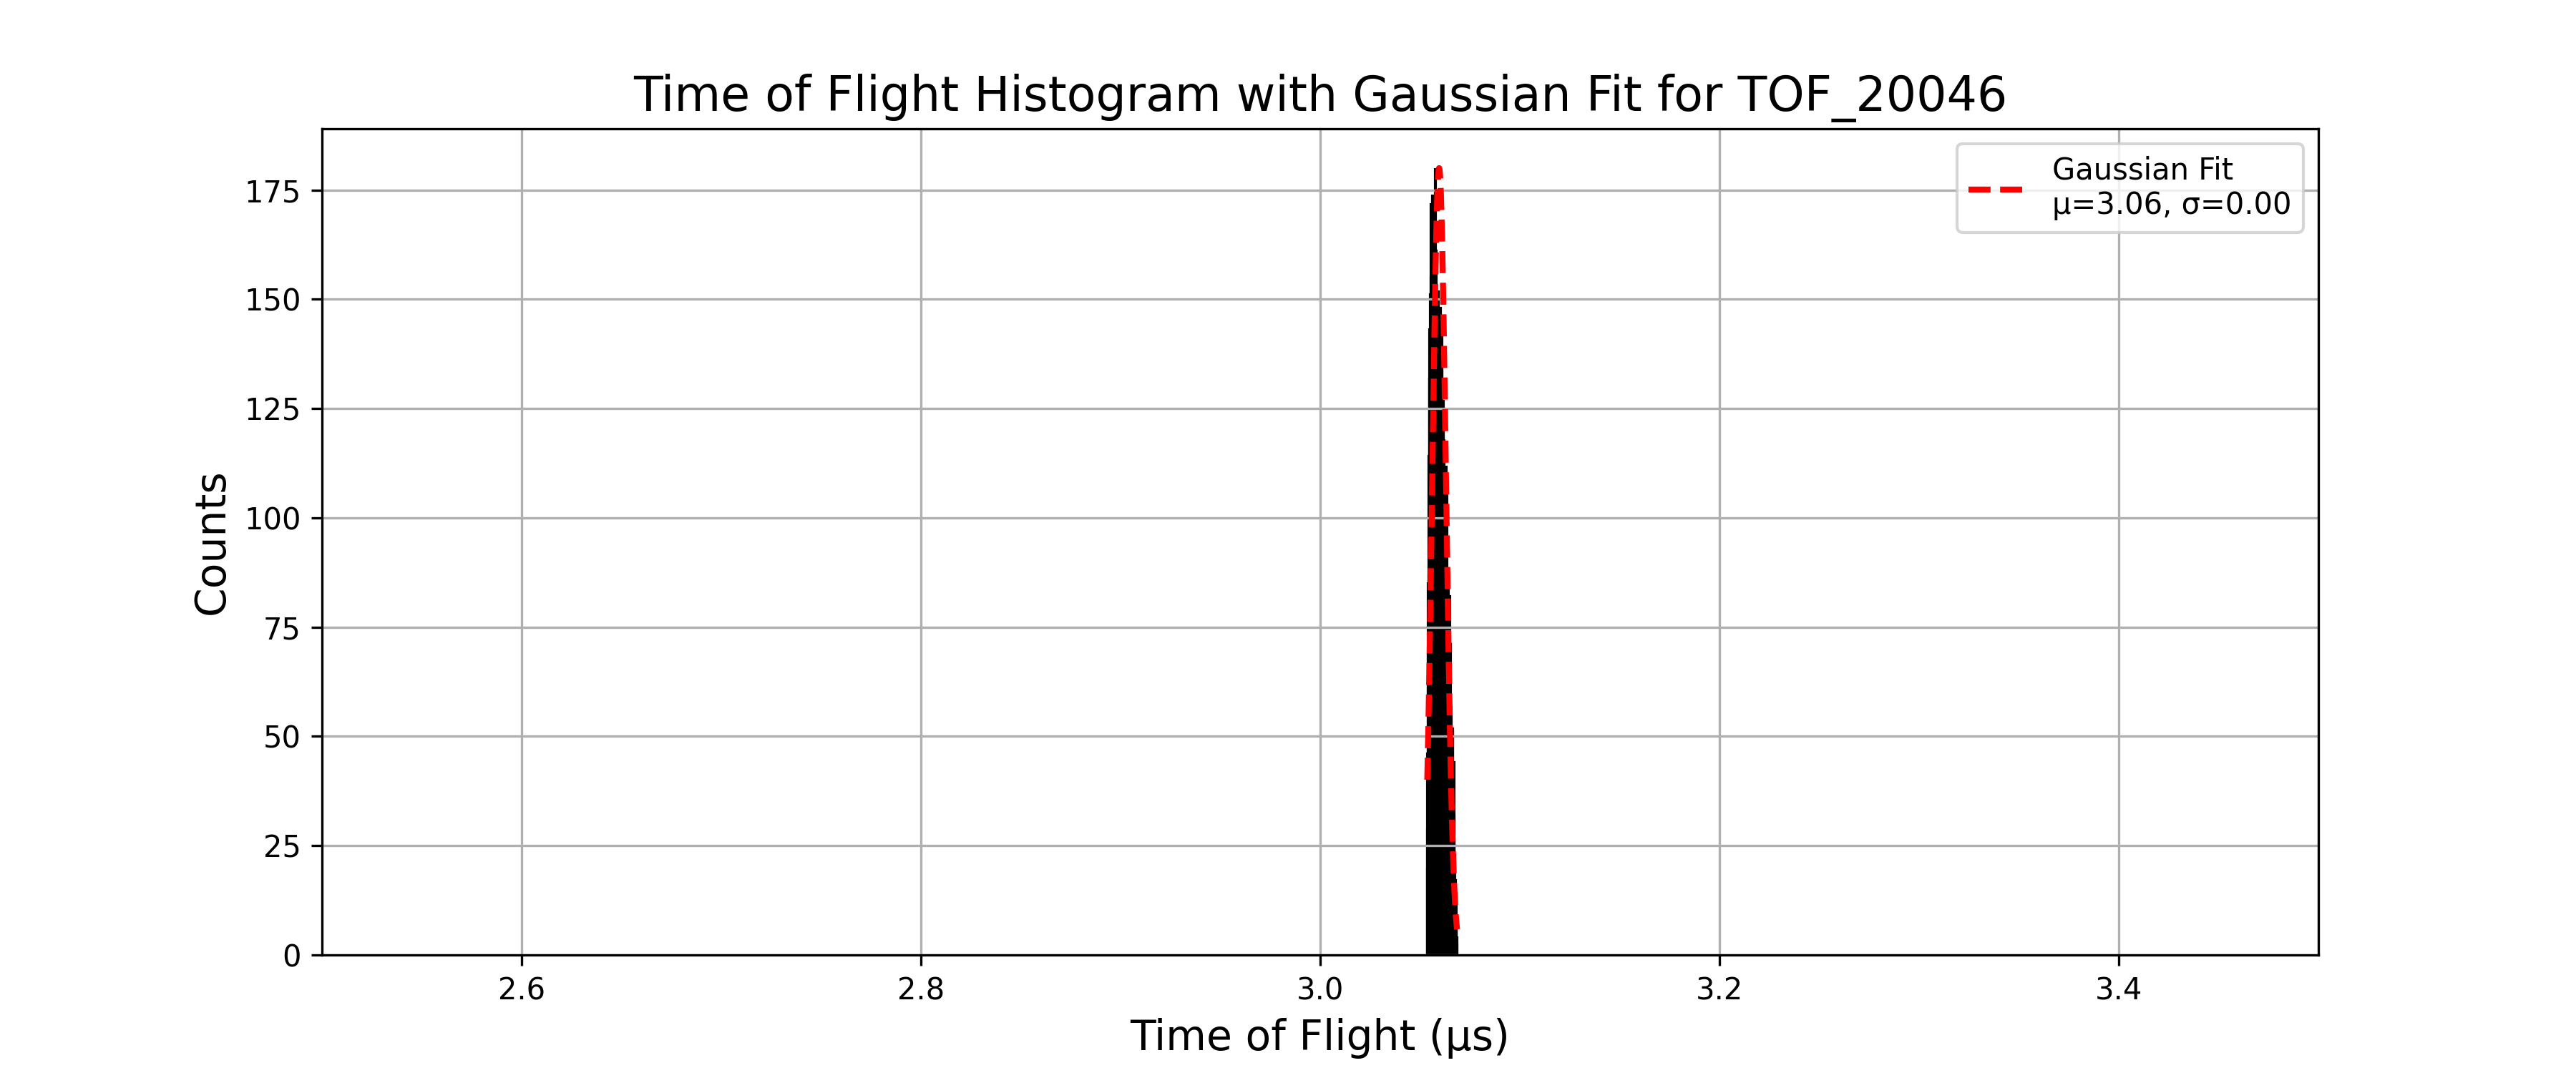 Time of Flight Histogram with Gaussian Fit for TOF_20046
Gaussian Fit
μ=3.06, σ=0.00
175
150
125
100
75
50
25
0
Counts
2.6 2.8 3.0 3.2 3.4
Time of Flight (μs)